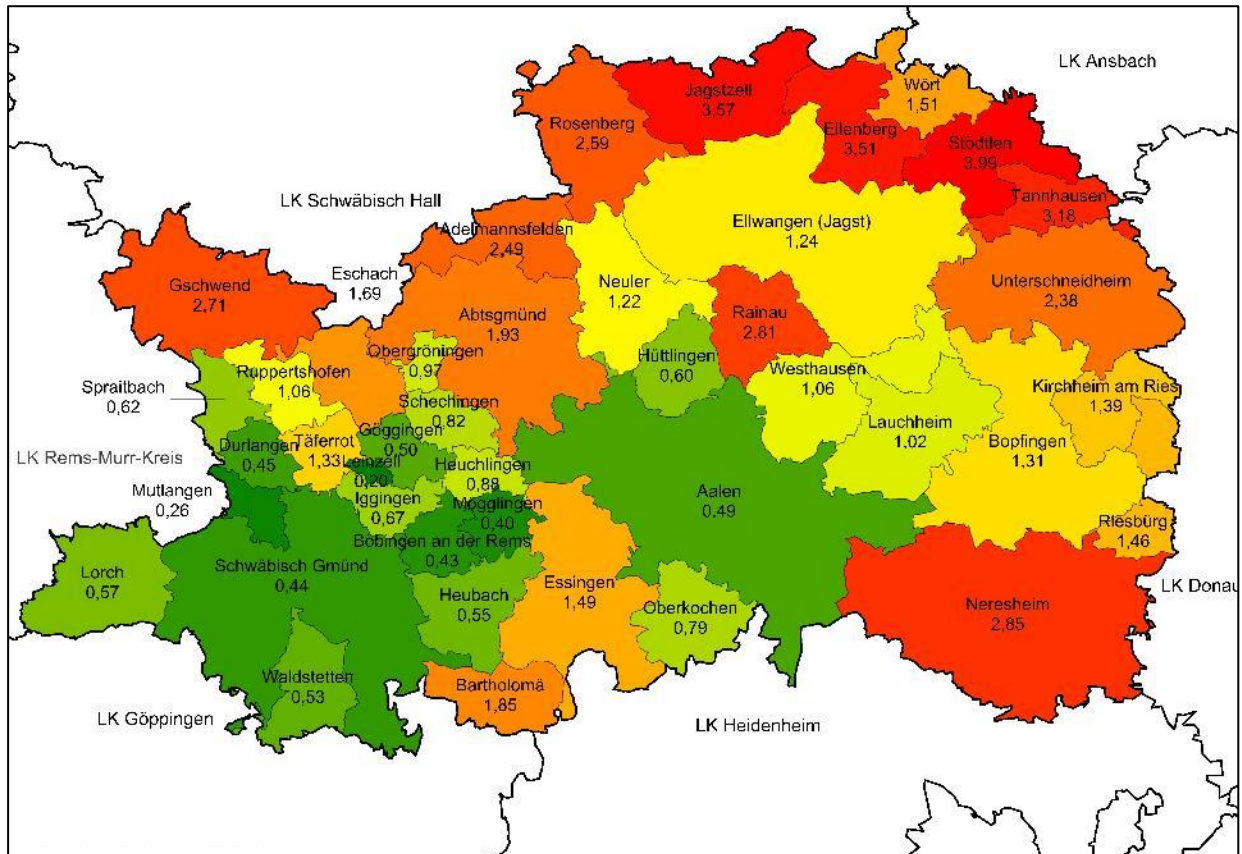 LK Ansbach
Wört
1,51
Jagstzell
3,57
Rosenberg
2,59
Ellenberg
3,51
Stödtlen
3,99
Tannhausen
3,18
LK Schwäbisch Hall
Adelmannsfelden
2,49
Ellwangen (Jagst)
1,24
Eschach
1,69
Gschwend
2,71
Neuler
1,22
Unterschneidheim
2,38
Abtsgmünd
1,93
Rainau
2,81
Obergröningen
0,97
Hüttlingen
0,60
Ruppertshofen
1,06
Westhausen
1,06
Spraitbach
0,62
Kirchheim am Ries
1,39
Schechingen
0,82
Lauchheim
1,02
Täferrot
1,33
Göggingen
0,50
Durlangen
0,45
Bopfingen
1,31
LK Rems-Murr-Kreis
Leinzell
0,20
Heuchlingen
0,88
Mutlangen
0,26
Iggingen
0,67
Aalen
0,49
Mögglingen
0,40
Riesbürg
1,46
Böbingen an der Rems
0,43
Lorch
0,57
Schwäbisch Gmünd
0,44
Essingen
1,49
LK Donau
Heubach
0,55
Oberkochen
0,79
Neresheim
2,85
Waldstetten
0,53
Bartholomä
1,85
LK Göppingen
LK Heidenheim